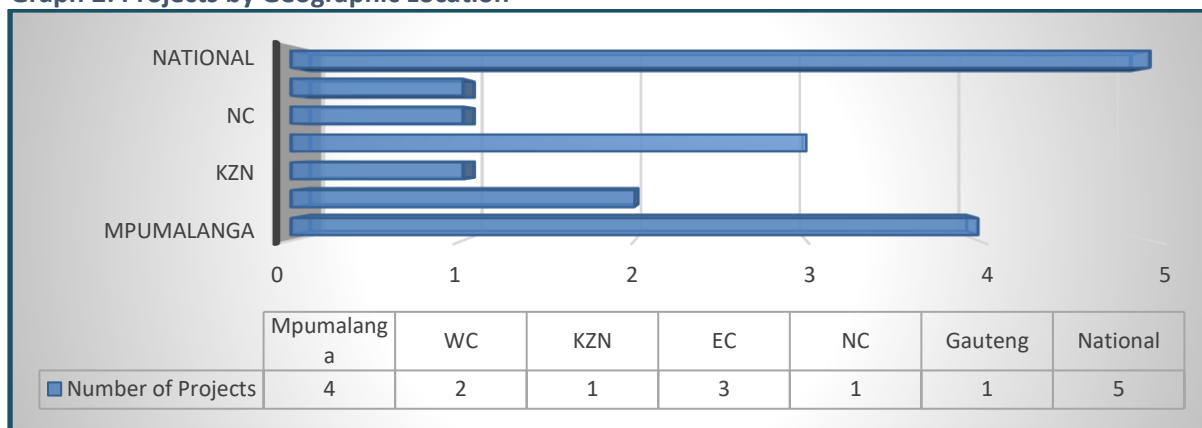 Graph 2: Projects by Geographic Location
NATIONAL
NC
KZN
MPUMALANGA
0 1 2 3 4 5
Mpumalang
a WC KZN EC NC Gauteng National
Number of Projects 4 2 1 3 1 1 5